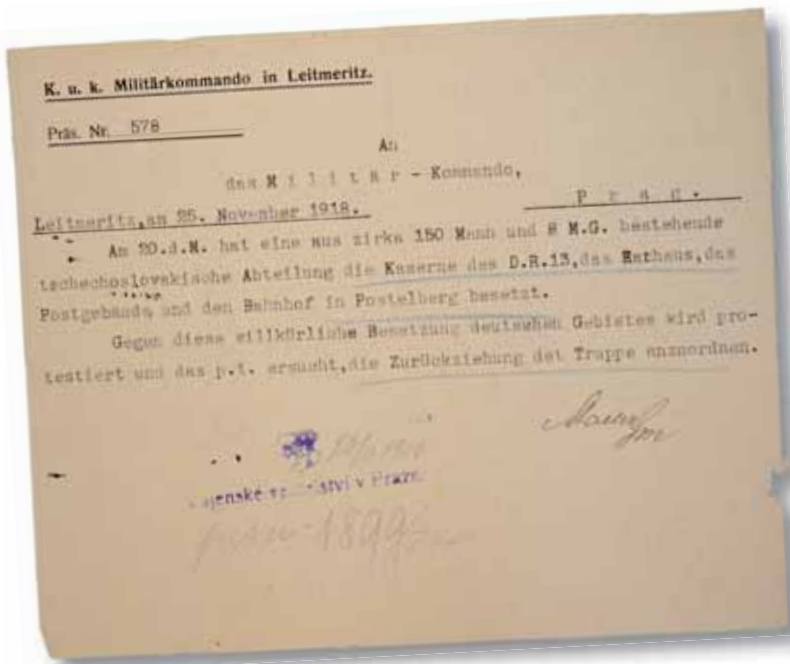 K. u. k. Militärkommando in Leitmeritz.
Präs. Nr. 578
An
das M i l i t ä r - Kommando,
P r a g .
Leitmeritz, am 25. November 1918.
Am 20.d.M. hat eine aus zirka 150 Mann und 8 M.G. bestehende
tschechoslovakische Abteilung die Kaserne des D.R.13, das Rathaus, das
Postgebäude und den Bahnhof in Postelberg besetzt.
Gegen diese willkürliche Besetzung deutschen Gebietes wird pro-
testiert und das p.t. ersucht, die Zurückziehung der Truppe anzuordnen.
v Praze
1899